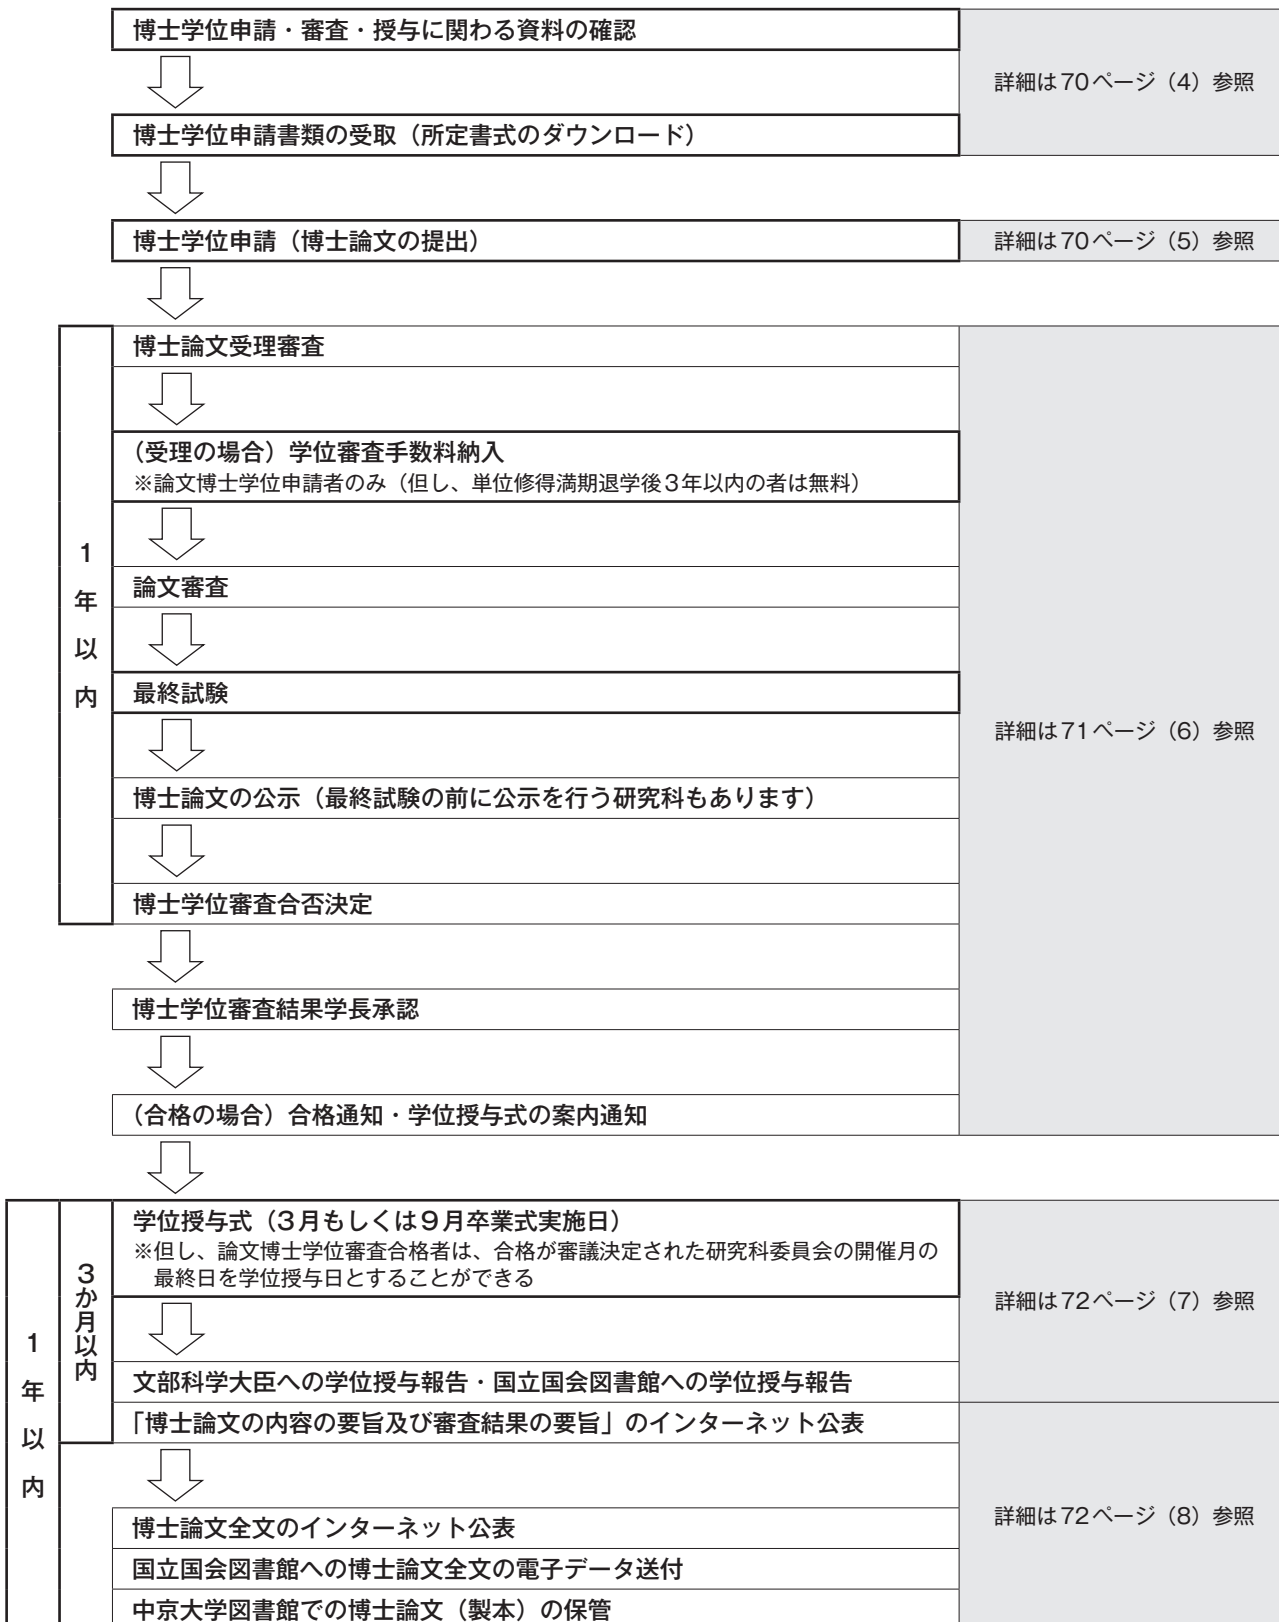 博士学位申請・審査・授与に関わる資料の確認
詳細は70ページ（4）参照
博士学位申請書類の受取（所定書式のダウンロード）
博士学位申請（博士論文の提出）
詳細は70ページ（5）参照
1年以内
博士論文受理審査
（受理の場合）学位審査手数料納入
※論文博士学位申請者のみ（但し、単位修得満期退学後3年以内の者は無料）
論文審査
最終試験
詳細は71ページ（6）参照
博士論文の公示（最終試験の前に公示を行う研究科もあります）
博士学位審査合否決定
博士学位審査結果学長承認
（合格の場合）合格通知・学位授与式の案内通知
1年以内
3か月以内
学位授与式（3月もしくは9月卒業式実施日）
※但し、論文博士学位審査合格者は、合格が審議決定された研究科委員会の開催月の
最終日を学位授与日とすることができる
詳細は72ページ（7）参照
文部科学大臣への学位授与報告・国立国会図書館への学位授与報告
「博士論文の内容の要旨及び審査結果の要旨」のインターネット公表
詳細は72ページ（8）参照
博士論文全文のインターネット公表
国立国会図書館への博士論文全文の電子データ送付
中京大学図書館での博士論文（製本）の保管